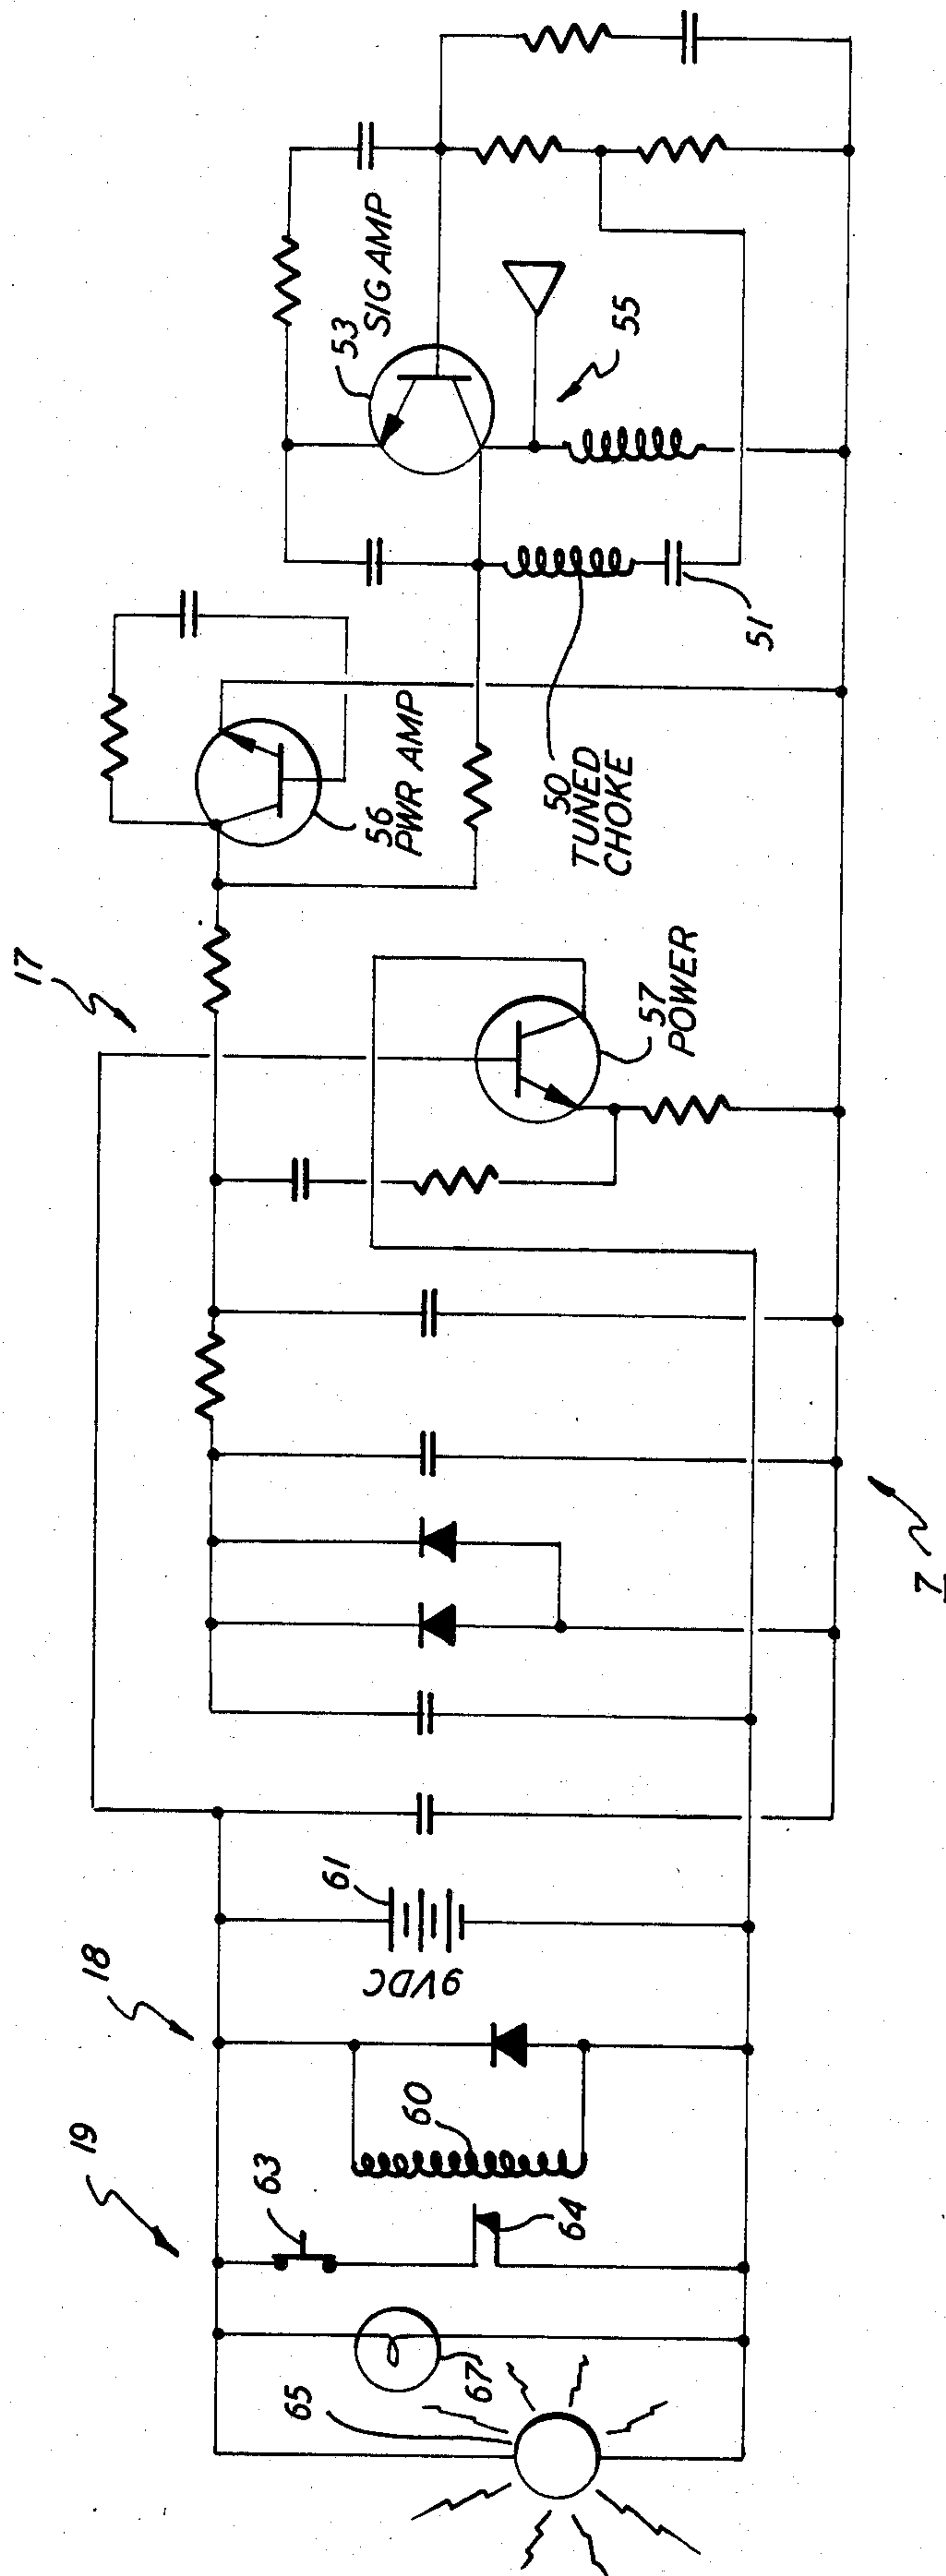 19
18
17
63
61
9VDC
60
64
65
67
56
PWR AMP
53
SIG AMP
57
POWER
50
TUNED
CHOKE
51
55
7